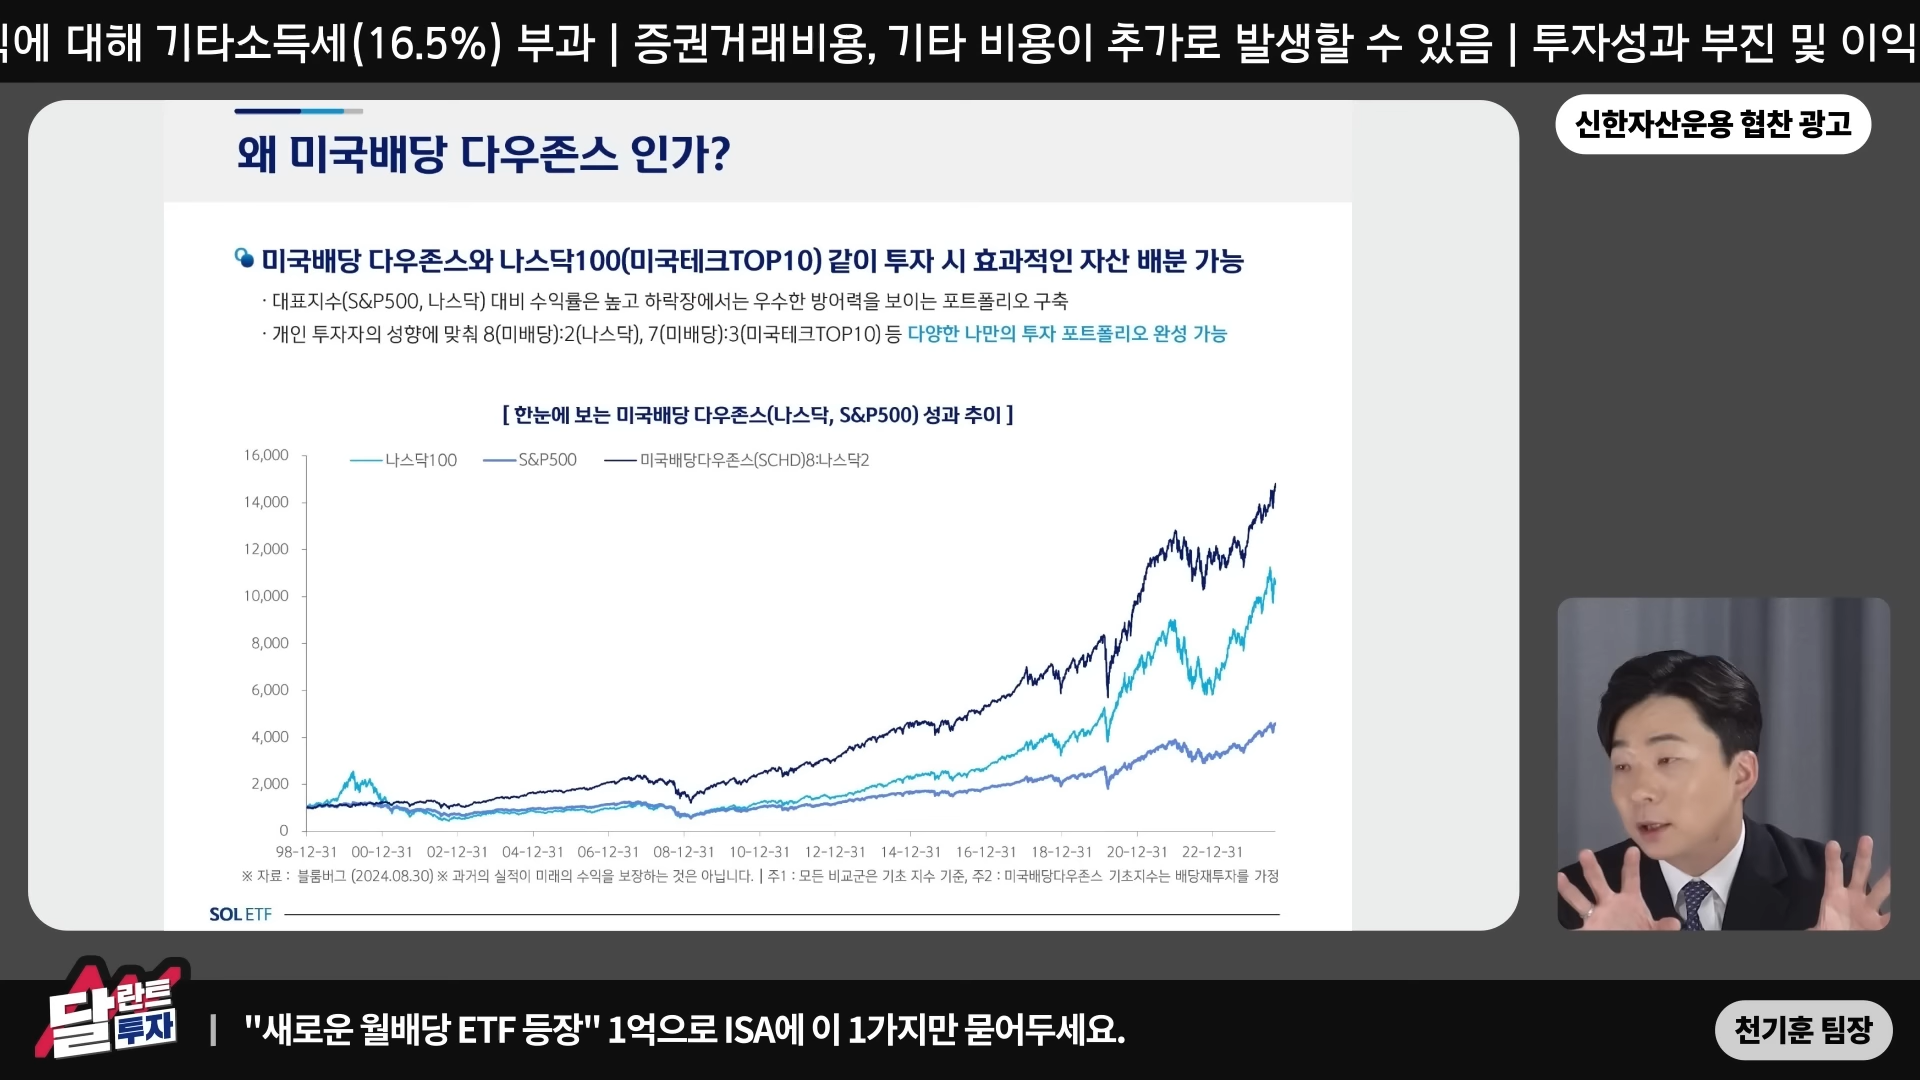 에 대해 기타소득세(16.5%) 부과 | 증권거래비용, 기타 비용이 추가로 발생할 수 있음 | 투자성과 부진 및 이익
신한자산운용 협찬 광고
왜 미국배당 다우존스 인가?
미국배당 다우존스와 나스닥100(미국테크TOP10) 같이 투자 시 효과적인 자산 배분 가능
· 대표지수(S&P500, 나스닥) 대비 수익률은 높고 하락장에서는 우수한 방어력을 보이는 포트폴리오 구축
· 개인 투자자의 성향에 맞춰 8(미배당):2(나스닥), 7(미배당):3(미국테크TOP10) 등 다양한 나만의 투자 포트폴리오 완성 가능
[ 한눈에 보는 미국배당 다우존스(나스닥, S&P500) 성과 추이 ]
나스닥100 S&P500 미국배당다우존스(SCHD)8:나스닥2
16,000
14,000
12,000
10,000
8,000
6,000
4,000
2,000
0
98-12-31 00-12-31 02-12-31 04-12-31 06-12-31 08-12-31 10-12-31 12-12-31 14-12-31 16-12-31 18-12-31 20-12-31 22-12-31
※ 자료 : 블룸버그 (2024.08.30) ※ 과거의 실적이 미래의 수익을 보장하는 것은 아닙니다. | 주1 : 모든 비교군은 기초 지수 기준, 주2 : 미국배당다우존스 기초지수는 배당재투자를 가정
SOL ETF
달란트
투자
| "새로운 월배당 ETF 등장" 1억으로 ISA에 이 1가지만 묻어두세요.
천기훈 팀장